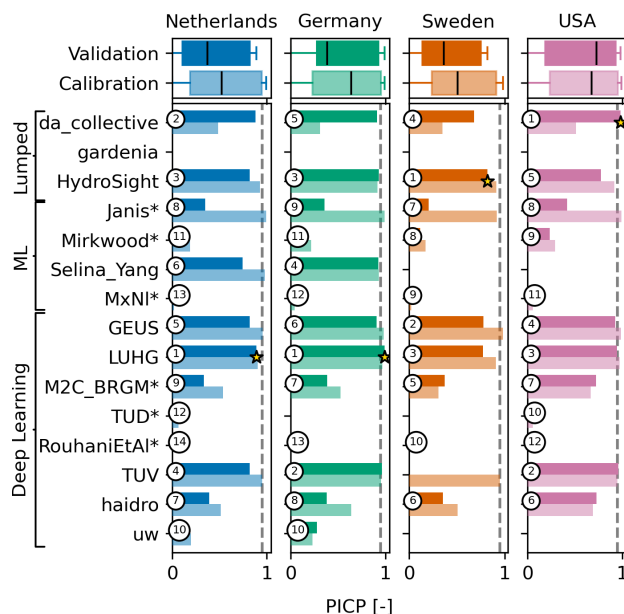 Netherlands Germany Sweden USA
Validation
Calibration
Lumped
da_collective 2 5 4 1
gardenia
HydroSight 3 3 1 5
ML
Janis* 8 9 7 8
Mirkwood* 11 11 8 9
Selina_Yang 6 4
MxNl* 13 12 9 11
Deep Learning
GEUS 5 6 2 4
LUHG 1 1 3 3
M2C_BRGM* 9 7 5 7
TUD* 12 10
RouhaniEtAl* 14 13 10 12
TUV 4 2 2
haidro 7 8 6 6
uw 10 10
0 1 0 1 0 1 0 1
PICP [-]